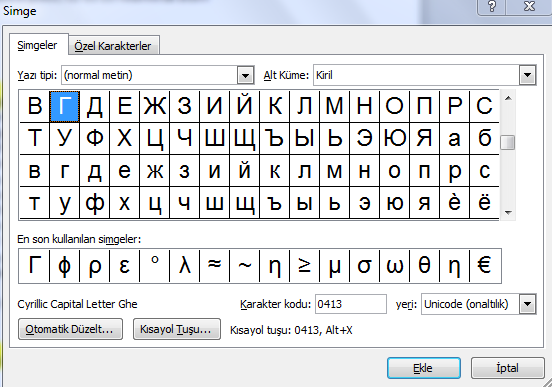 Simge
?
X
Simgeler Özel Karakterler
Yazı tipi: (normal metin) Alt Küme: Kiril
В Г Д Е Ж З И Й К Л М Н О П Р С
Т У Ф Х Ц Ч Ш Щ Ъ Ы Ь Э Ю Я а б
в г д е ж з и й к л м н о п р с
т у ф х ц ч ш щ ъ ы ь э ю я ѐ ё
En son kullanılan simgeler:
Γ ϕ ρ ε ° λ ≈ ~ η ≥ μ σ ω θ η €
Cyrillic Capital Letter Ghe Karakter kodu: 0413 yeri: Unicode (onaltılık)
Otomatik Düzelt... Kısayol Tuşu... Kısayol tuşu: 0413, Alt+X
Ekle İptal